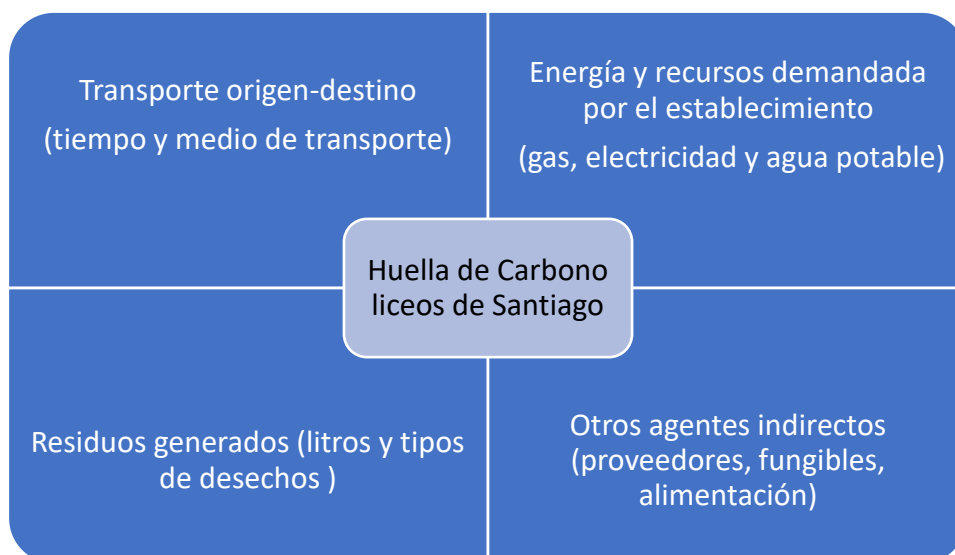 Transporte origen-destino
(tiempo y medio de transporte)
Energía y recursos demandada
por el establecimiento
(gas, electricidad y agua potable)
Huella de Carbono
liceos de Santiago
Residuos generados (litros y tipos
de desechos )
Otros agentes indirectos
(proveedores, fungibles,
alimentación)